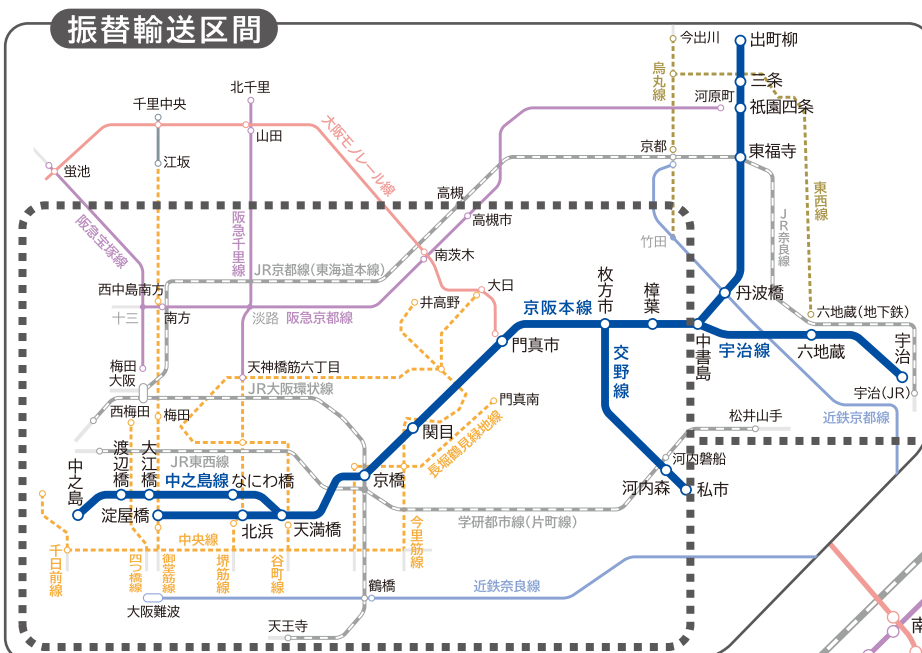 振替輸送区間
今出川
出町柳
烏丸線
三条
北千里
千里中央
河原町
祇園四条
山田
大阪モノレール線
江坂
京都
東福寺
蛍池
高槻
東西線
阪急千里線
高槻市
JR奈良線
阪急宝塚線
竹田
南茨木
JR京都線(東海道本線)
枚方市
西中島南方
大日
樟葉
丹波橋
井高野
京阪本線
十三
南方
淡路
阪急京都線
六地蔵(地下鉄)
門真市
中書島
宇治線
六地蔵
宇治
交野線
梅田
大阪
天神橋筋六丁目
JR大阪環状線
宇治(JR)
西梅田
梅田
門真南
近鉄京都線
松井山手
関目
長堀鶴見緑地線
渡辺橋
大江橋
JR東西線
河内磐船
中之島
中之島線
なにわ橋
京橋
河内森
私市
淀屋橋
北浜
天満橋
学研都市線(片町線)
今里筋線
中央線
千日前線
四つ橋線
御堂筋線
堺筋線
谷町線
鶴橋
近鉄奈良線
大阪難波
天王寺